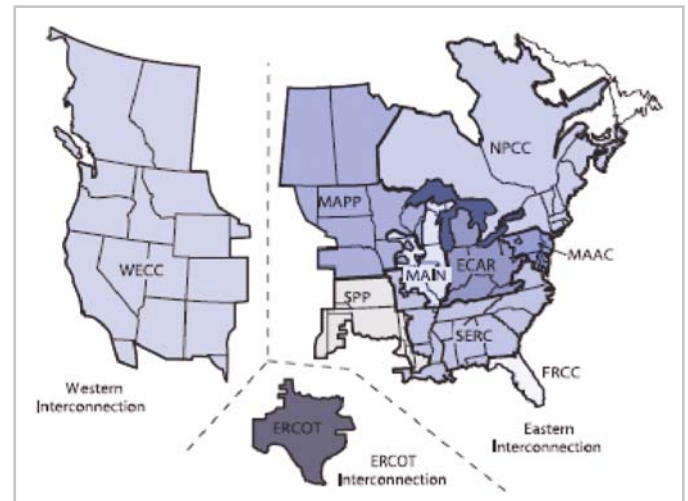 NPCC
MAPP
MAAC
WECC
MAIN
ECAR
SPP
SERC
FRCC
Western
Interconnection
ERCOT
ERCOT
Interconnection
Eastern
Interconnection